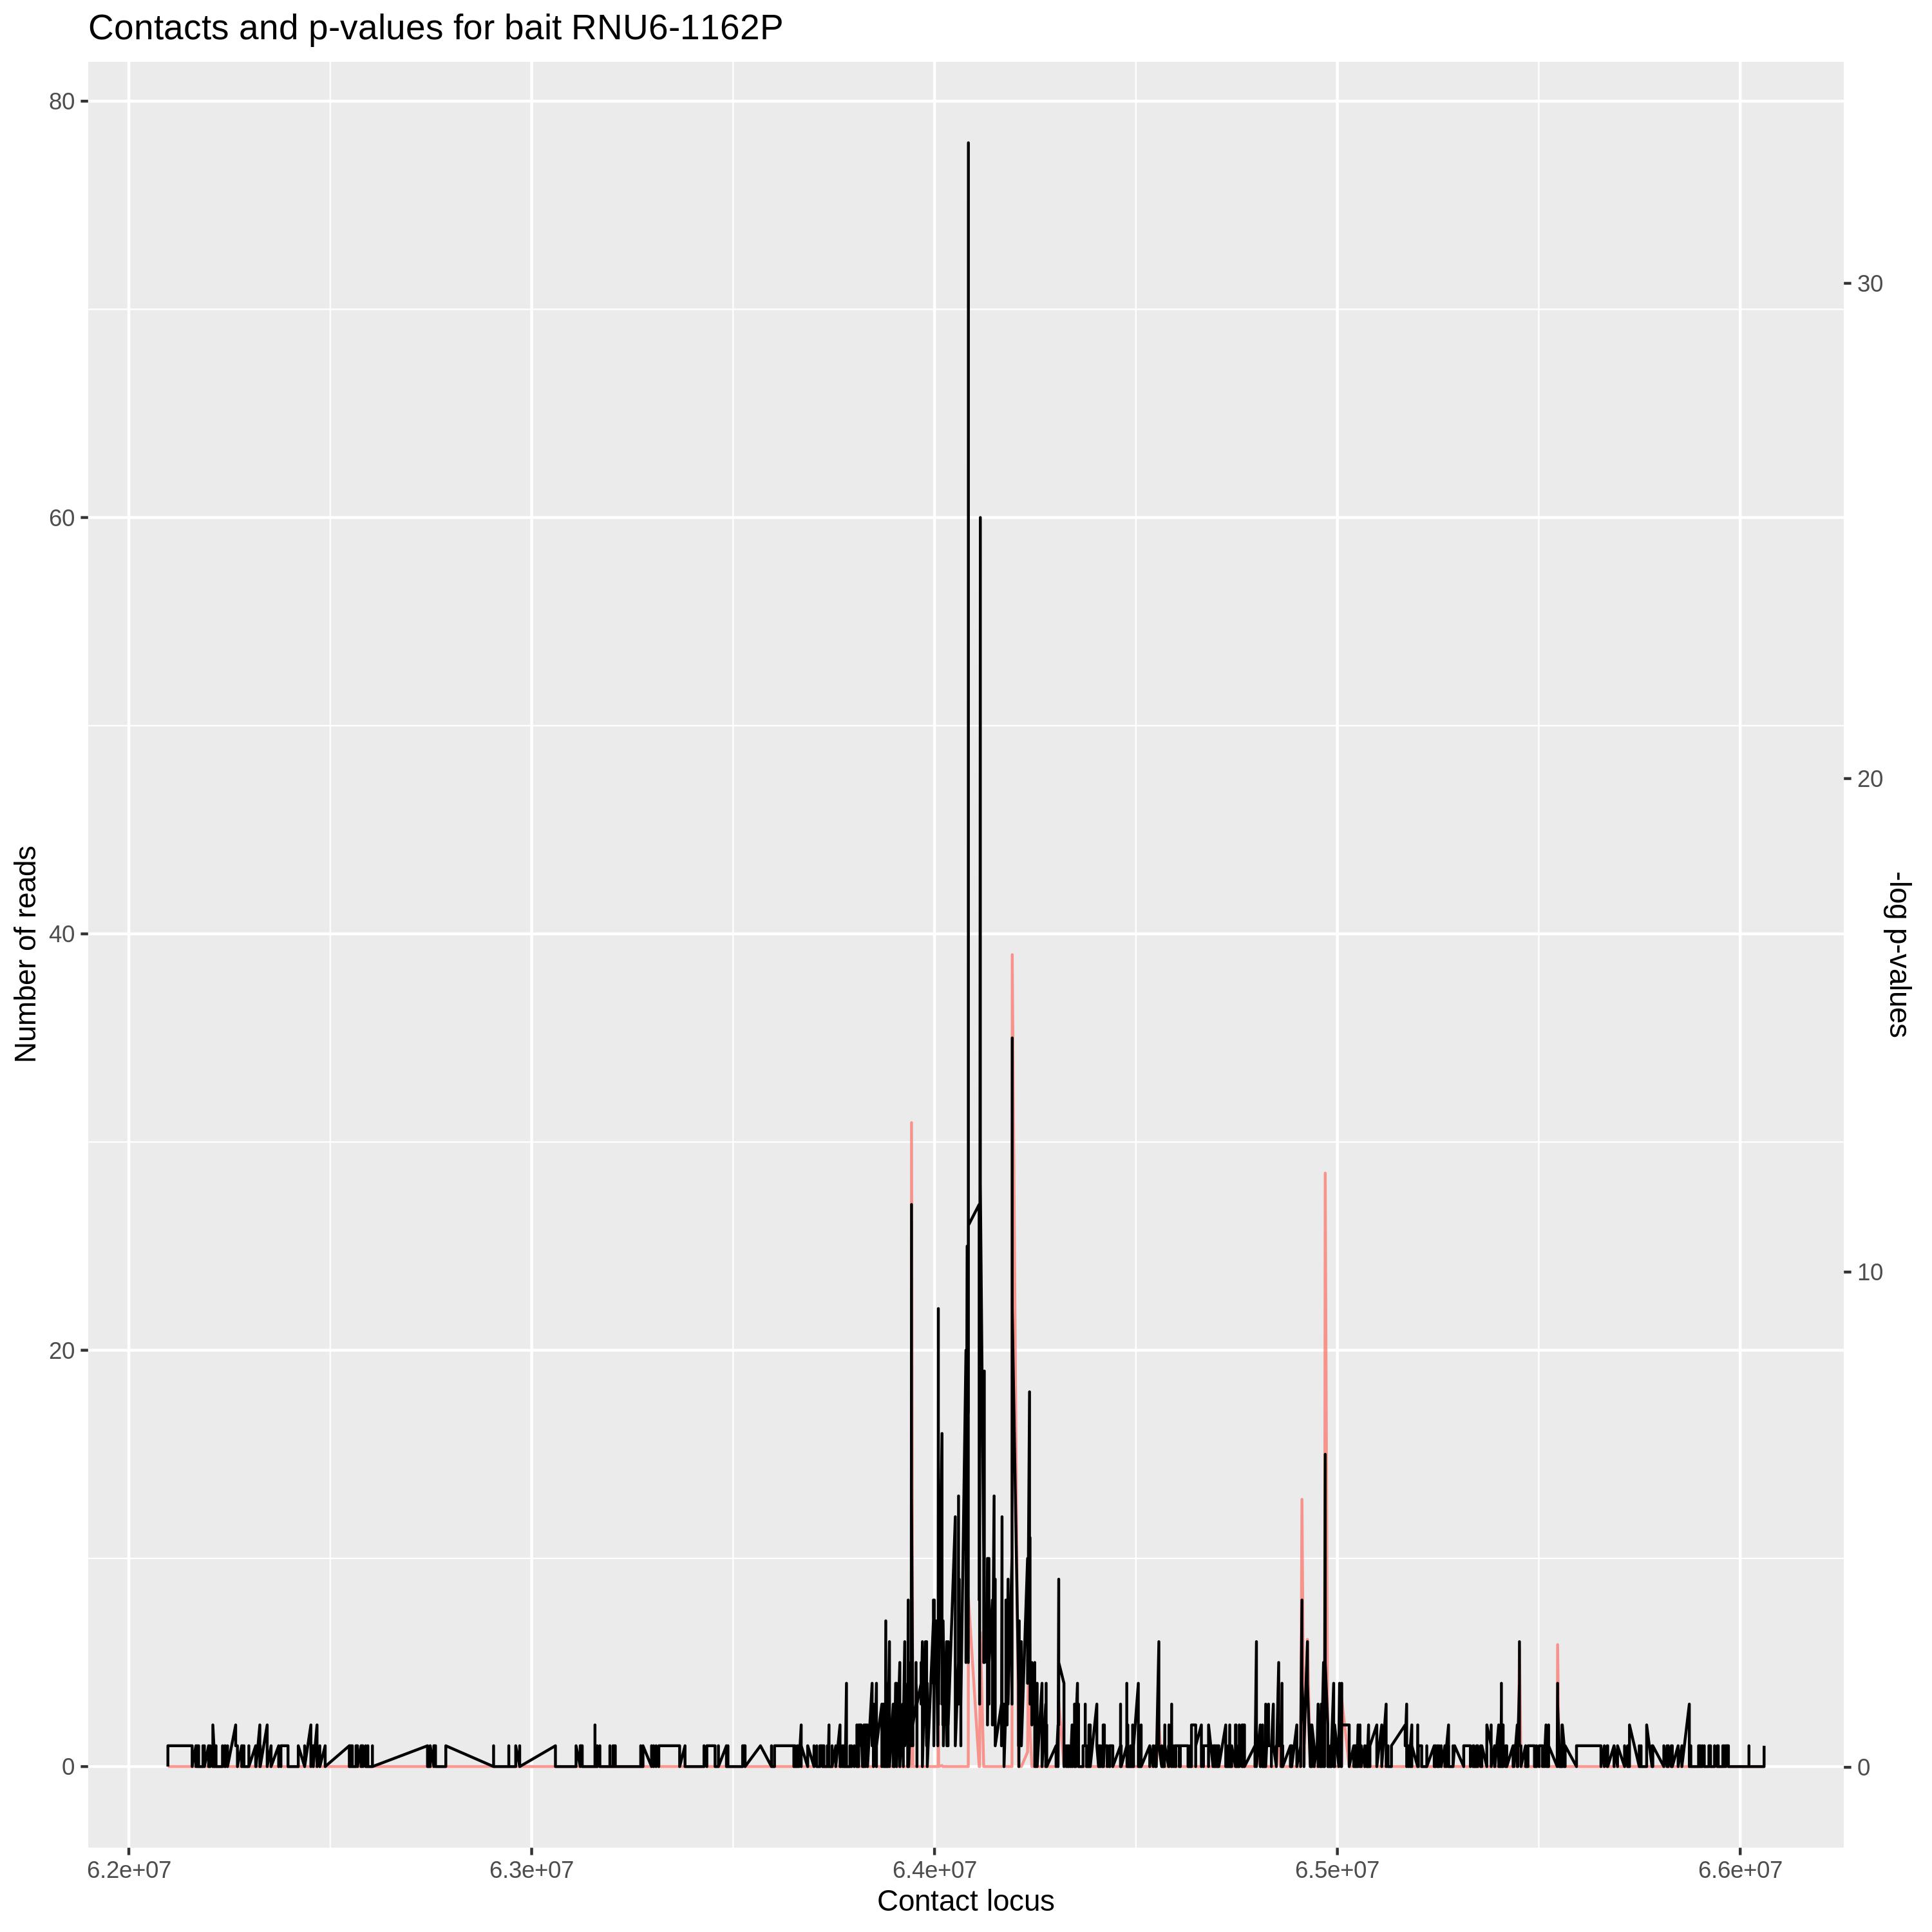 Contacts and p-values for bait RNU6-1162P
80
60
40
20
0
Number of reads
30
20
10
0
-log p-values
6.2e+07
6.3e+07
6.4e+07
6.5e+07
6.6e+07
Contact locus